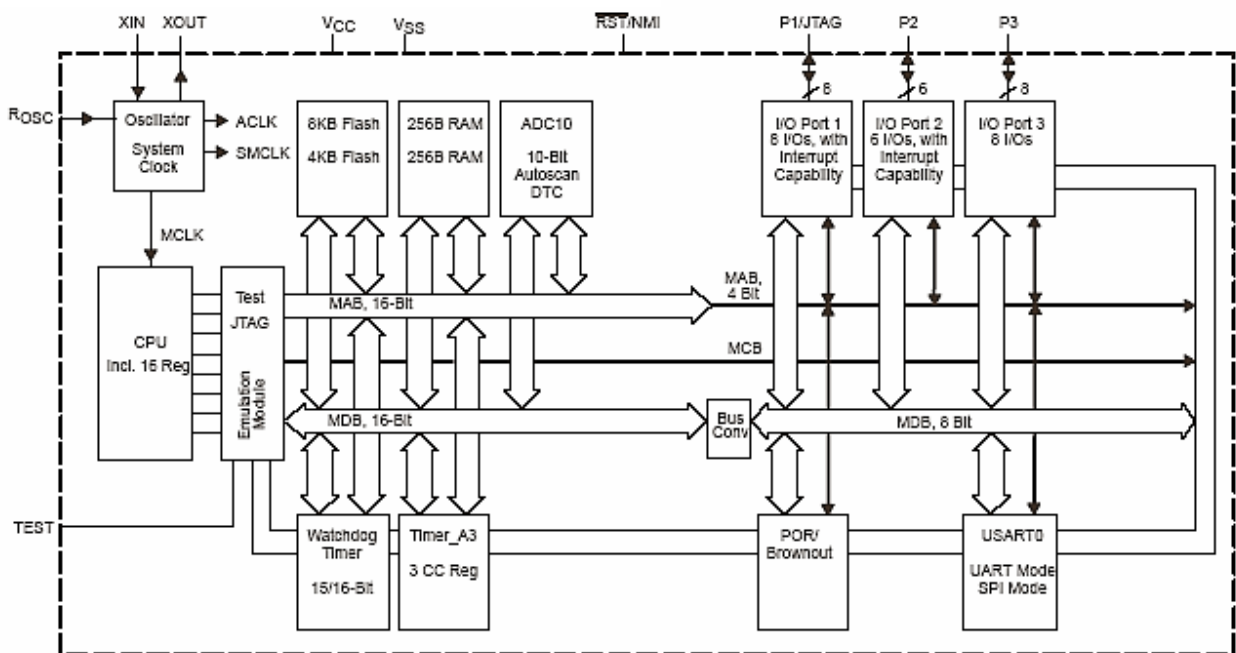 XIN XOUT VCC VSS RST/NMI P1/JTAG P2 P3
8 6 8
ROSC
Oscillator
System
Clock
ACLK
SMCLK
8KB Flash
4KB Flash
256B RAM
256B RAM
ADC10
10-Bit
Autoscan
DTC
I/O Port 1
8 I/Os, with
Interrupt
Capability
I/O Port 2
6 I/Os, with
Interrupt
Capability
I/O Port 3
8 I/Os
MCLK
CPU
Incl. 16 Reg
Test
JTAG
Emulation
Module
MAB, 16-Bit
MAB,
4 Bit
MCB
MDB, 16-Bit
Bus
Conv
MDB, 8 Bit
TEST
Watchdog
Timer
15/16-Bit
Timer_A3
3 CC Reg
POR/
Brownout
USART0
UART Mode
SPI Mode